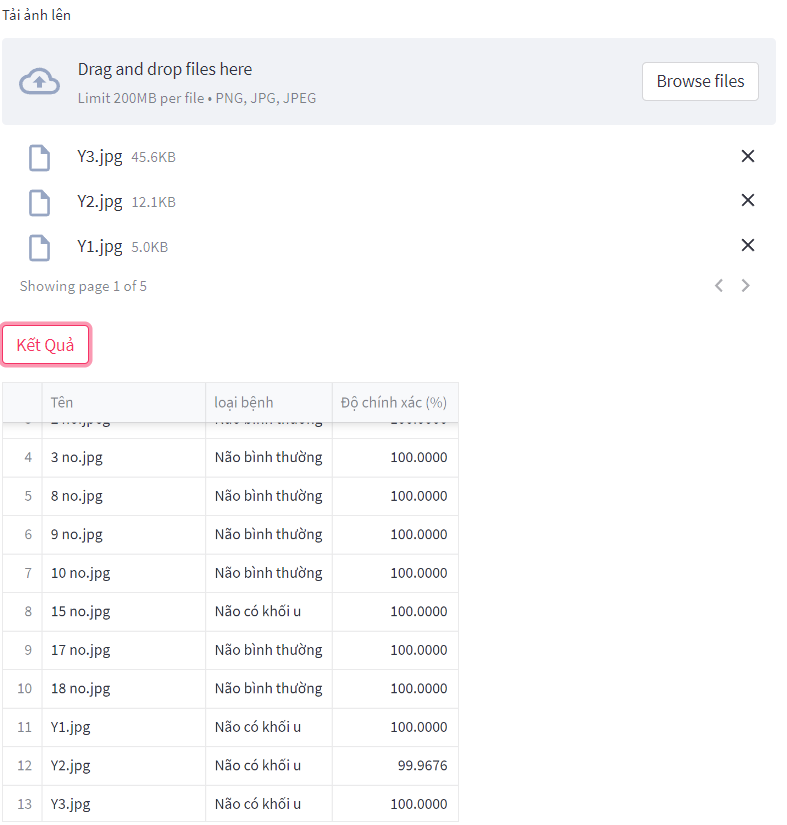 Tải ảnh lên
Drag and drop files here
Limit 200MB per file • PNG, JPG, JPEG
Browse files
Y3.jpg 45.6KB
Y2.jpg 12.1KB
Y1.jpg 5.0KB
Showing page 1 of 5
Kết Quả
Tên loại bệnh Độ chính xác (%)
4 3 no.jpg Não bình thường 100.0000
5 8 no.jpg Não bình thường 100.0000
6 9 no.jpg Não bình thường 100.0000
7 10 no.jpg Não bình thường 100.0000
8 15 no.jpg Não có khối u 100.0000
9 17 no.jpg Não bình thường 100.0000
10 18 no.jpg Não bình thường 100.0000
11 Y1.jpg Não có khối u 100.0000
12 Y2.jpg Não có khối u 99.9676
13 Y3.jpg Não có khối u 100.0000